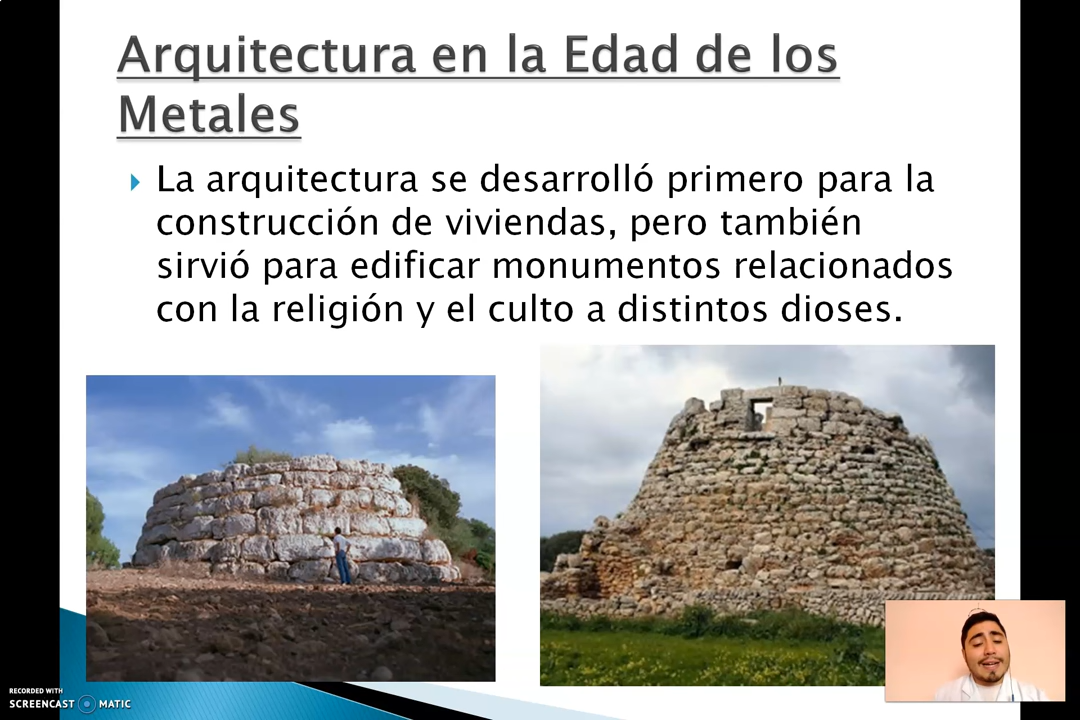 Arquitectura en la Edad de los
Metales
La arquitectura se desarrolló primero para la
construcción de viviendas, pero también
sirvió para edificar monumentos relacionados
con la religión y el culto a distintos dioses.
RECORDED WITH
SCREENCAST MATIC